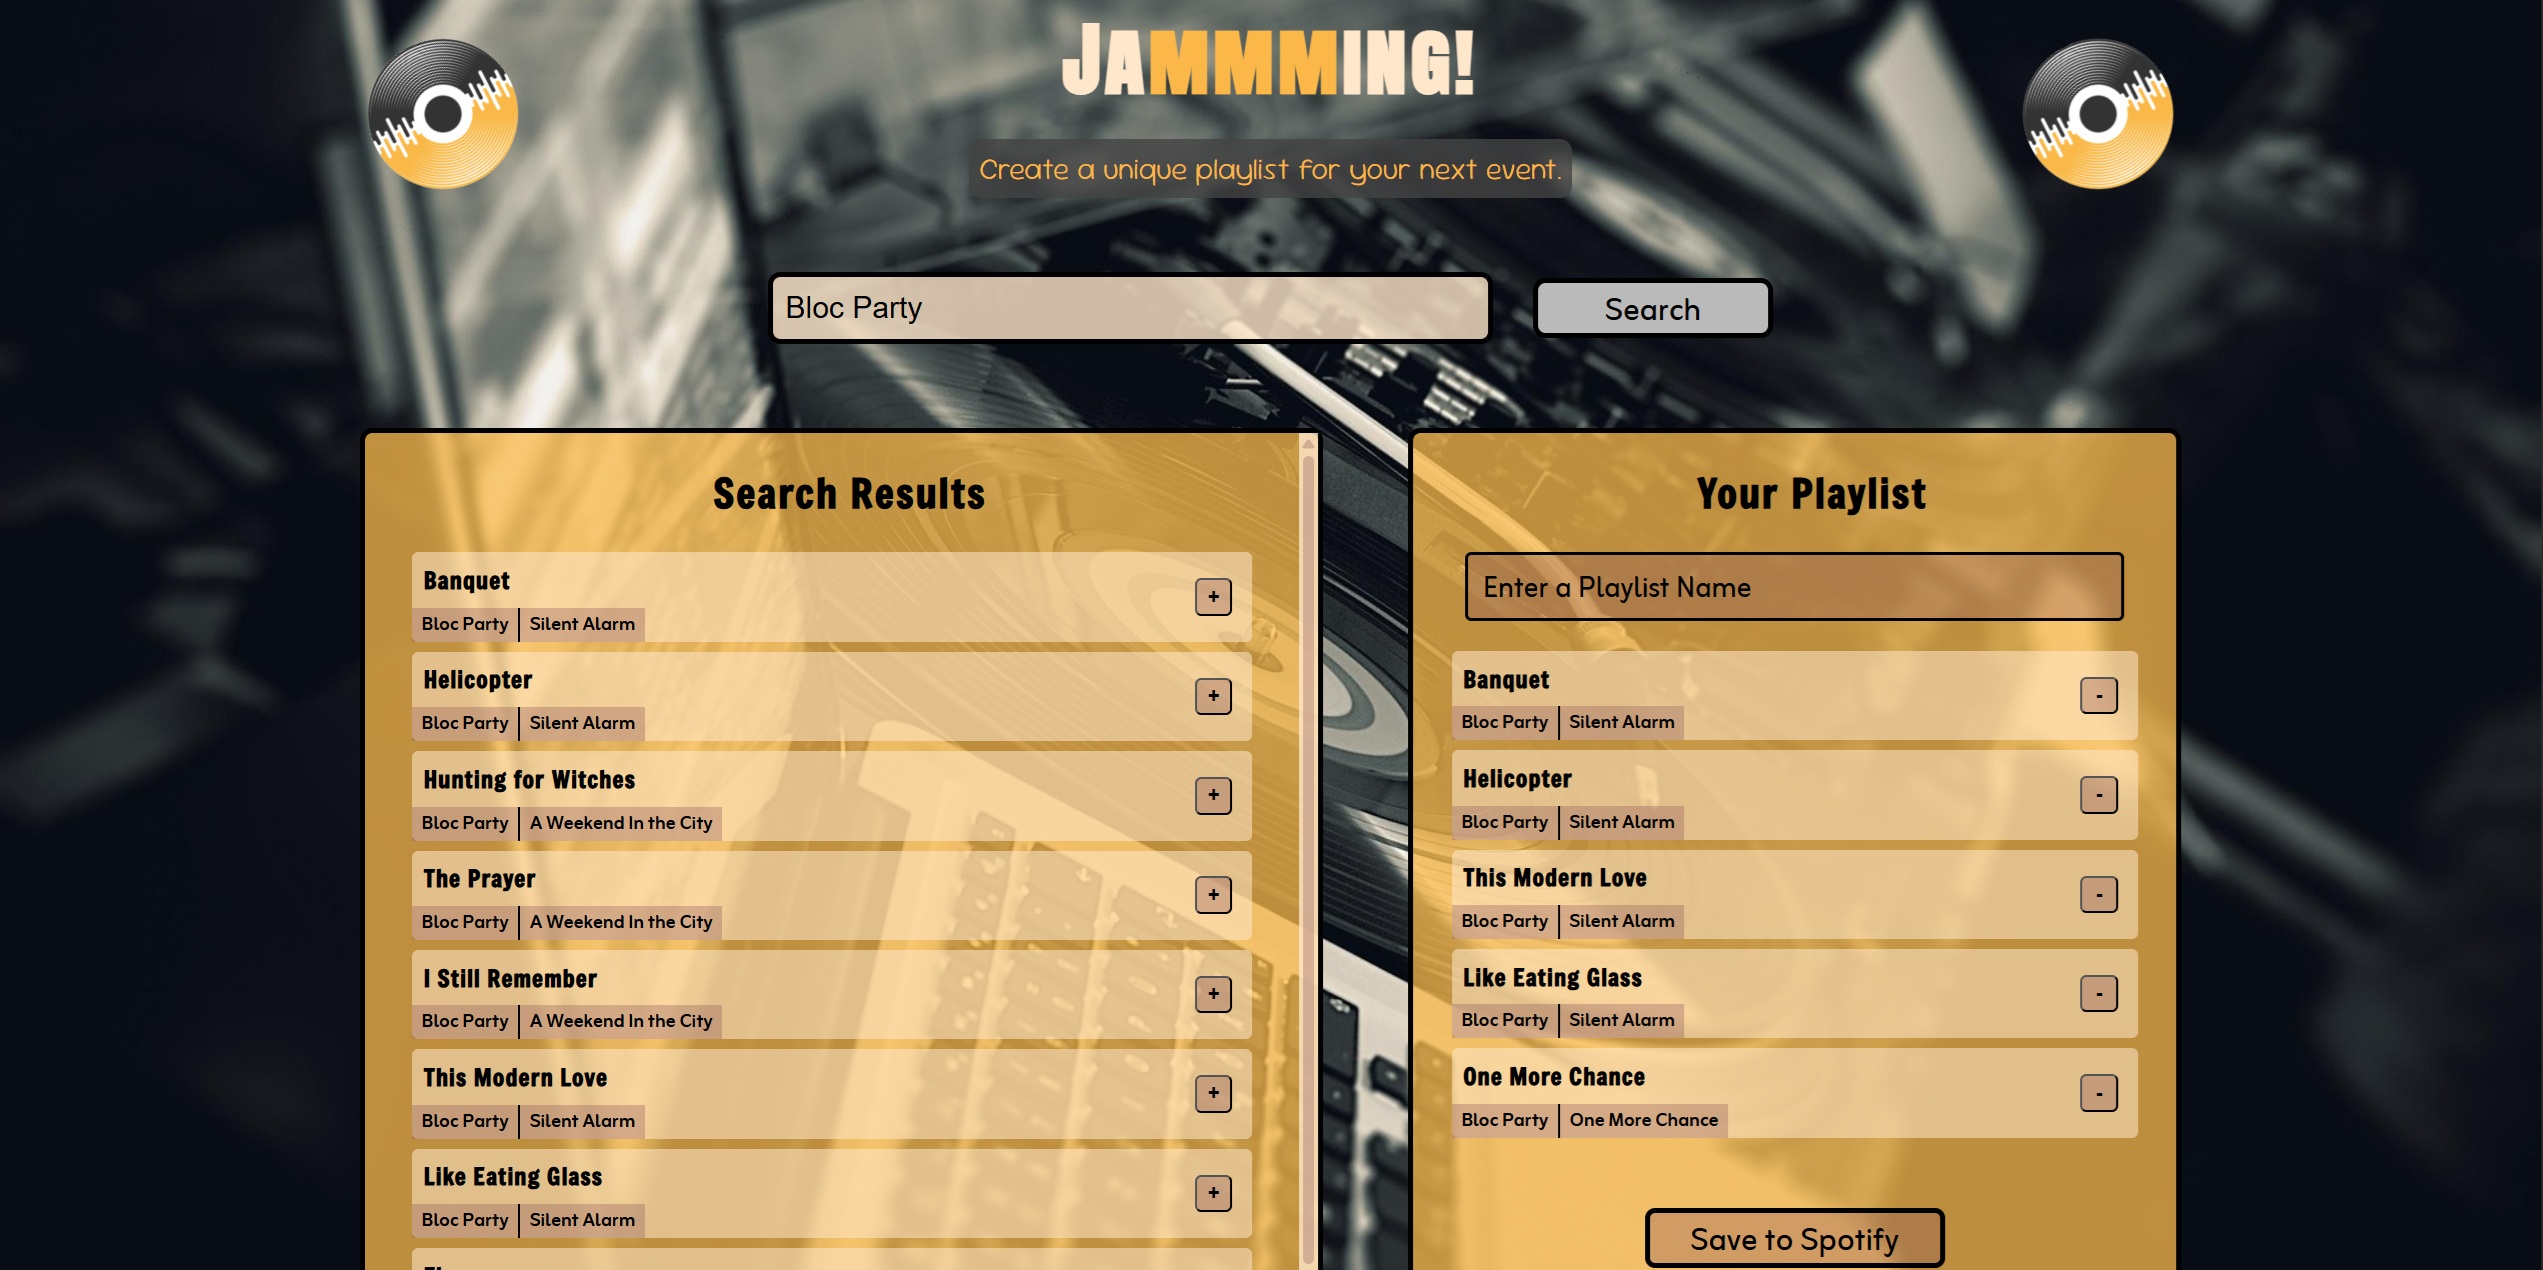 JAMMMING!
Create a unique playlist for your next event.
Bloc Party
Search
Search Results
Banquet
+
Bloc Party | Silent Alarm
Helicopter
+
Bloc Party | Silent Alarm
Hunting for Witches
+
Bloc Party | A Weekend In the City
The Prayer
+
Bloc Party | A Weekend In the City
I Still Remember
+
Bloc Party | A Weekend In the City
This Modern Love
+
Bloc Party | Silent Alarm
Like Eating Glass
+
Bloc Party | Silent Alarm
Your Playlist
Enter a Playlist Name
Banquet
-
Bloc Party | Silent Alarm
Helicopter
-
Bloc Party | Silent Alarm
This Modern Love
-
Bloc Party | Silent Alarm
Like Eating Glass
-
Bloc Party | Silent Alarm
One More Chance
-
Bloc Party | One More Chance
Save to Spotify